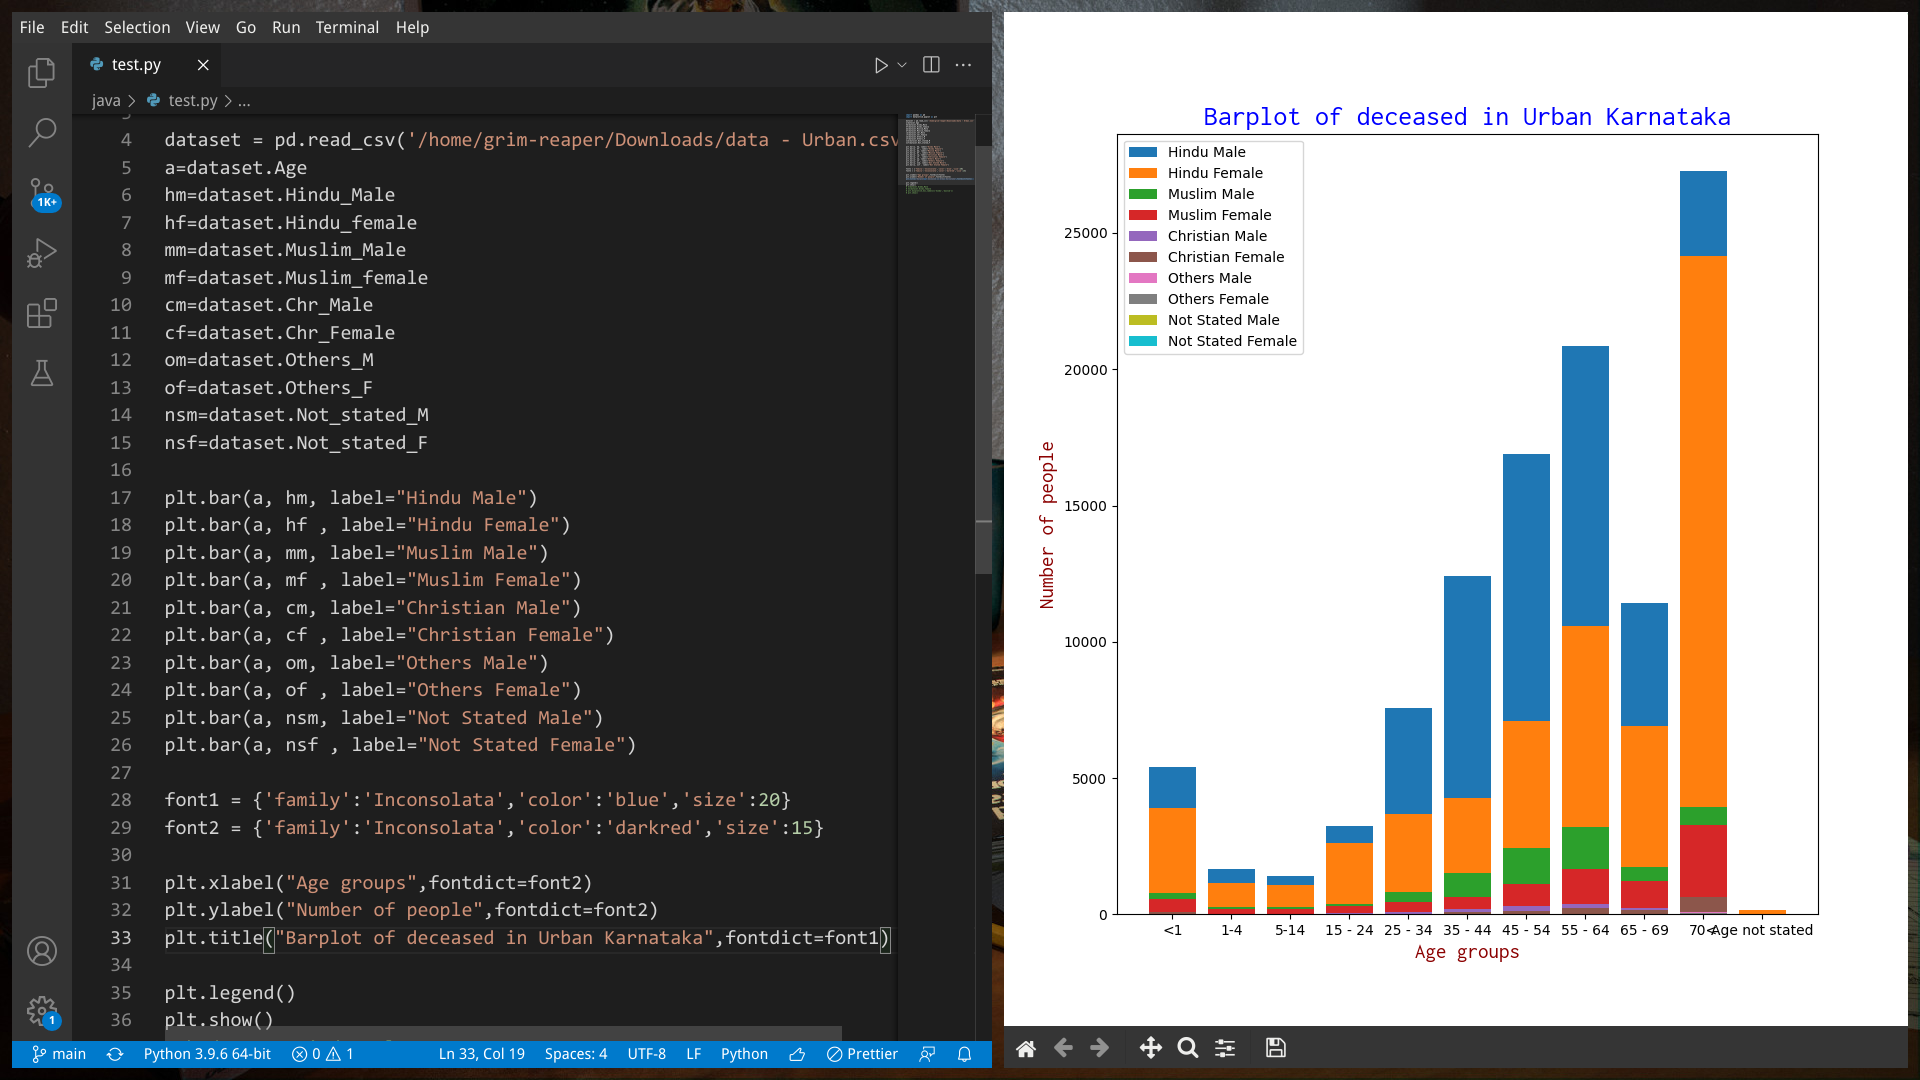 File Edit Selection View Go Run Terminal Help
test.py
java > test.py > ...
1K+
4 dataset = pd.read_csv('/home/grim-reaper/Downloads/data - Urban.csv
5 a=dataset.Age
6 hm=dataset.Hindu_Male
7 hf=dataset.Hindu_female
8 mm=dataset.Muslim_Male
9 mf=dataset.Muslim_female
10 cm=dataset.Chr_Male
11 cf=dataset.Chr_Female
12 om=dataset.Others_M
13 of=dataset.Others_F
14 nsm=dataset.Not_stated_M
15 nsf=dataset.Not_stated_F
16
17 plt.bar(a, hm, label="Hindu Male")
18 plt.bar(a, hf , label="Hindu Female")
19 plt.bar(a, mm, label="Muslim Male")
20 plt.bar(a, mf , label="Muslim Female")
21 plt.bar(a, cm, label="Christian Male")
22 plt.bar(a, cf , label="Christian Female")
23 plt.bar(a, om, label="Others Male")
24 plt.bar(a, of , label="Others Female")
25 plt.bar(a, nsm, label="Not Stated Male")
26 plt.bar(a, nsf , label="Not Stated Female")
27
28 font1 = {'family':'Inconsolata','color':'blue','size':20}
29 font2 = {'family':'Inconsolata','color':'darkred','size':15}
30
31 plt.xlabel("Age groups",fontdict=font2)
32 plt.ylabel("Number of people",fontdict=font2)
33 plt.title("Barplot of deceased in Urban Karnataka",fontdict=font1)
34
35 plt.legend()
36 plt.show()
1
main Python 3.9.6 64-bit 0 1 Ln 33, Col 19 Spaces: 4 UTF-8 LF Python Prettier
Barplot of deceased in Urban Karnataka
Hindu Male
Hindu Female
Muslim Male
Muslim Female
Christian Male
Christian Female
Others Male
Others Female
Not Stated Male
Not Stated Female
25000
20000
15000
10000
5000
0
Number of people
<1 1-4 5-14 15 - 24 25 - 34 35 - 44 45 - 54 55 - 64 65 - 69 70< Age not stated
Age groups